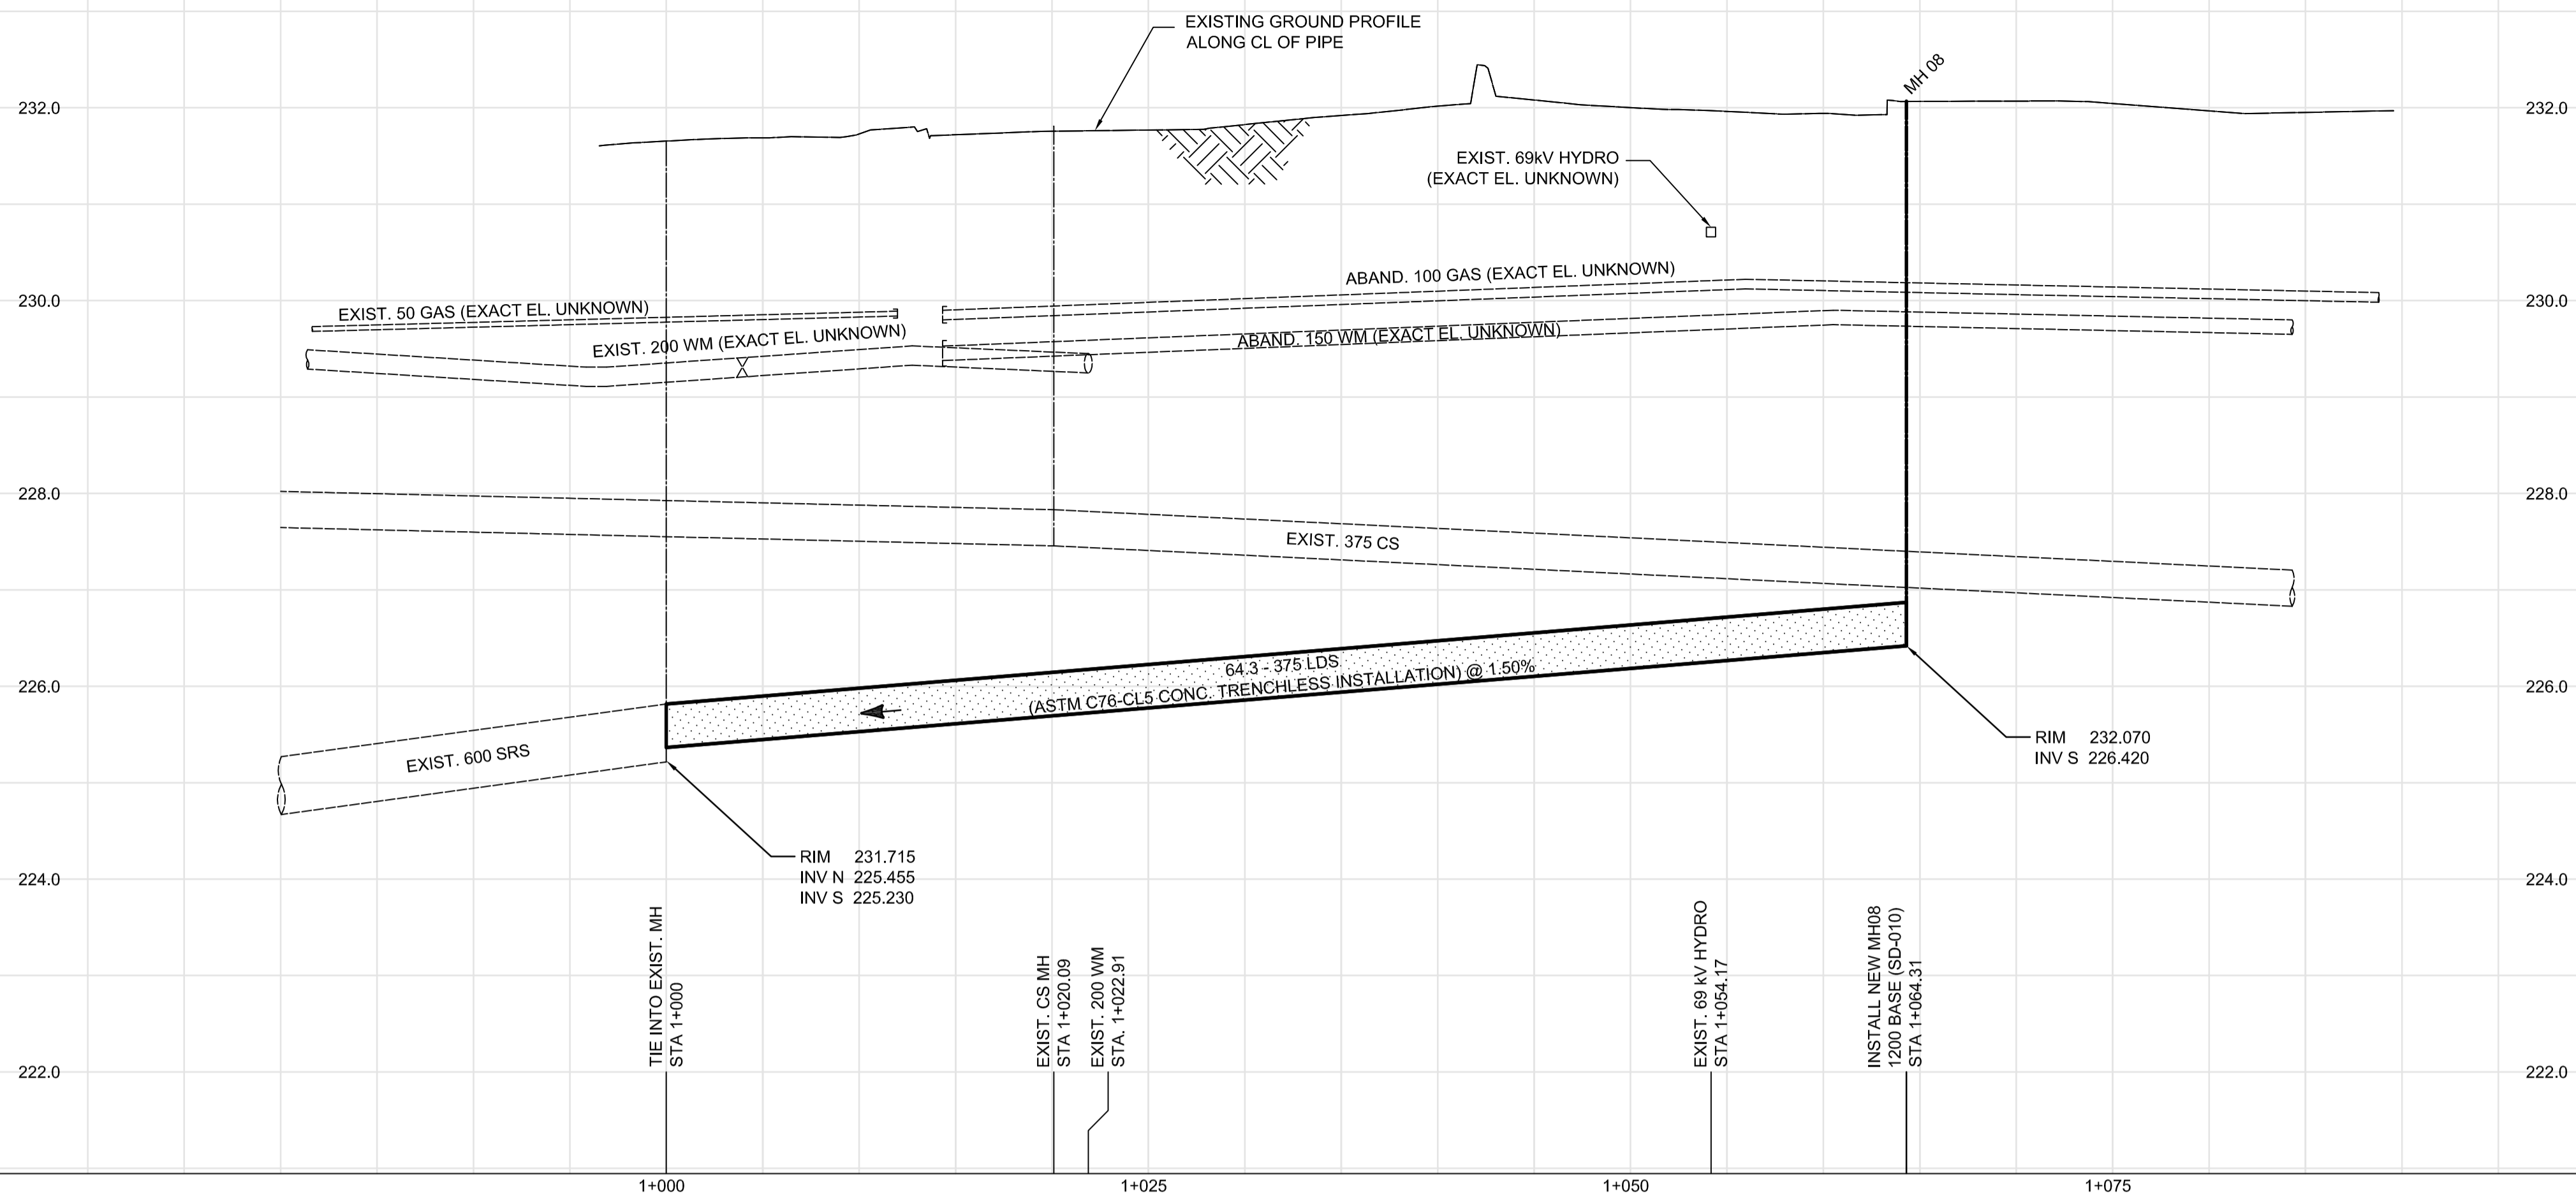 EXISTING GROUND PROFILE
ALONG CL OF PIPE
MH 08
232.0
232.0
EXIST. 69kV HYDRO
(EXACT EL. UNKNOWN)
ABAND. 100 GAS (EXACT EL. UNKNOWN)
230.0
230.0
EXIST. 50 GAS (EXACT EL. UNKNOWN)
EXIST. 200 WM (EXACT EL. UNKNOWN)
ABAND. 150 WM (EXACT EL. UNKNOWN)
228.0
228.0
EXIST. 375 CS
226.0
226.0
64.3 - 375 LDS
(ASTM C76-CL5 CONC. TRENCHLESS INSTALLATION) @ 1.50%
EXIST. 600 SRS
RIM 232.070
INV S 226.420
RIM 231.715
INV N 225.455
INV S 225.230
224.0
224.0
TIE INTO EXIST. MH
STA 1+000
EXIST. CS MH
STA 1+020.09
EXIST. 200 WM
STA. 1+022.91
EXIST. 69 kV HYDRO
STA 1+054.17
INSTALL NEW MH08
1200 BASE (SD-010)
STA 1+064.31
222.0
222.0
1+000
1+025
1+050
1+075